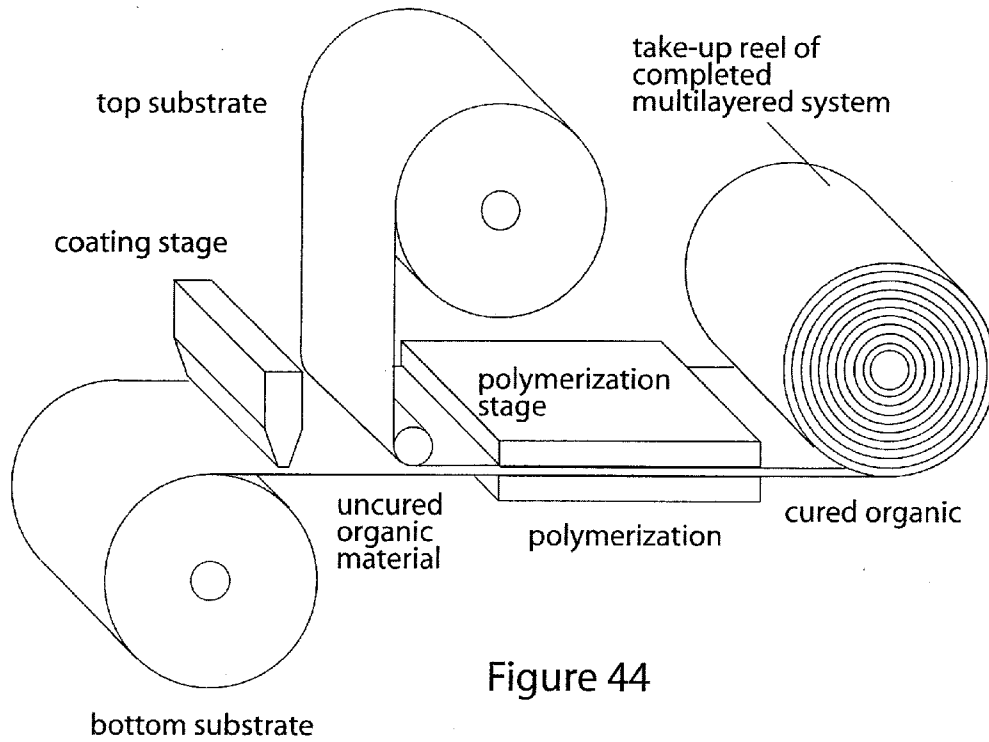 take-up reel of
completed
multilayered system
top substrate
coating stage
polymerization
stage
uncured
organic
material
polymerization
cured organic
Figure 44
bottom substrate